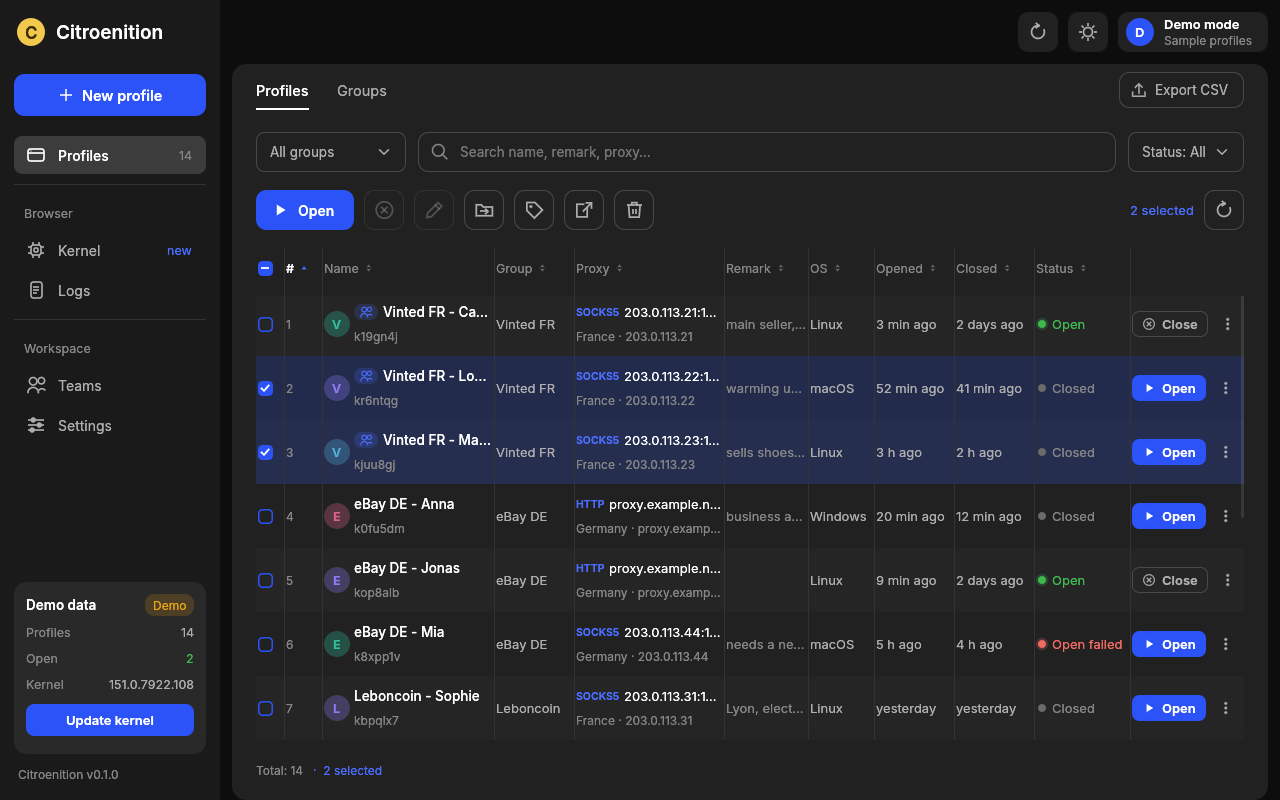 C Citroenition
New profile
Profiles 14
Browser
Kernel new
Logs
Workspace
Teams
Settings
Demo data Demo
Profiles 14
Open 2
Kernel 151.0.7922.108
Update kernel
Citroenition v0.1.0
D Demo mode
Sample profiles
Profiles Groups Export CSV
All groups Search name, remark, proxy... Status: All
Open 2 selected
# Name Group Proxy Remark OS Opened Closed Status
1 V Vinted FR - Ca... Vinted FR SOCKS5 203.0.113.21:1... main seller,... Linux 3 min ago 2 days ago Open Close
k19gn4j France · 203.0.113.21
2 V Vinted FR - Lo... Vinted FR SOCKS5 203.0.113.22:1... warming u... macOS 52 min ago 41 min ago Closed Open
kr6ntqg France · 203.0.113.22
3 V Vinted FR - Ma... Vinted FR SOCKS5 203.0.113.23:1... sells shoes... Linux 3 h ago 2 h ago Closed Open
kjuu8gj France · 203.0.113.23
4 E eBay DE - Anna eBay DE HTTP proxy.example.n... business a... Windows 20 min ago 12 min ago Closed Open
k0fu5dm Germany · proxy.examp...
5 E eBay DE - Jonas eBay DE HTTP proxy.example.n... Linux 9 min ago 2 days ago Open Close
kop8alb Germany · proxy.examp...
6 E eBay DE - Mia eBay DE SOCKS5 203.0.113.44:1... needs a ne... macOS 5 h ago 4 h ago Open failed Open
k8xpp1v Germany · 203.0.113.44
7 L Leboncoin - Sophie Leboncoin SOCKS5 203.0.113.31:1... Lyon, elect... Linux yesterday yesterday Closed Open
kbpqlx7 France · 203.0.113.31
Total: 14 · 2 selected